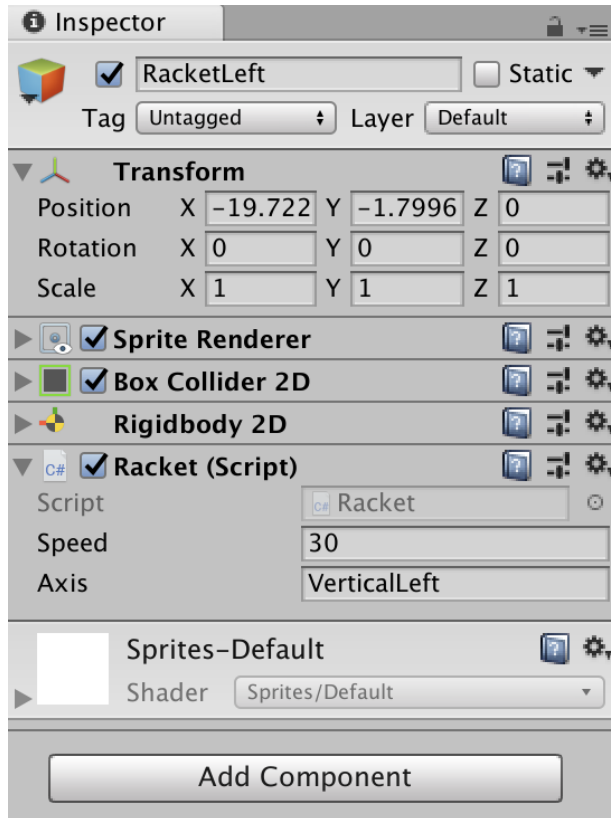 Inspector
RacketLeft Static
Tag Untagged Layer Default
Transform
Position X -19.722 Y -1.7996 Z 0
Rotation X 0 Y 0 Z 0
Scale X 1 Y 1 Z 1
Sprite Renderer
Box Collider 2D
Rigidbody 2D
C# Racket (Script)
Script C# Racket
Speed 30
Axis VerticalLeft
Sprites-Default
Shader Sprites/Default
Add Component